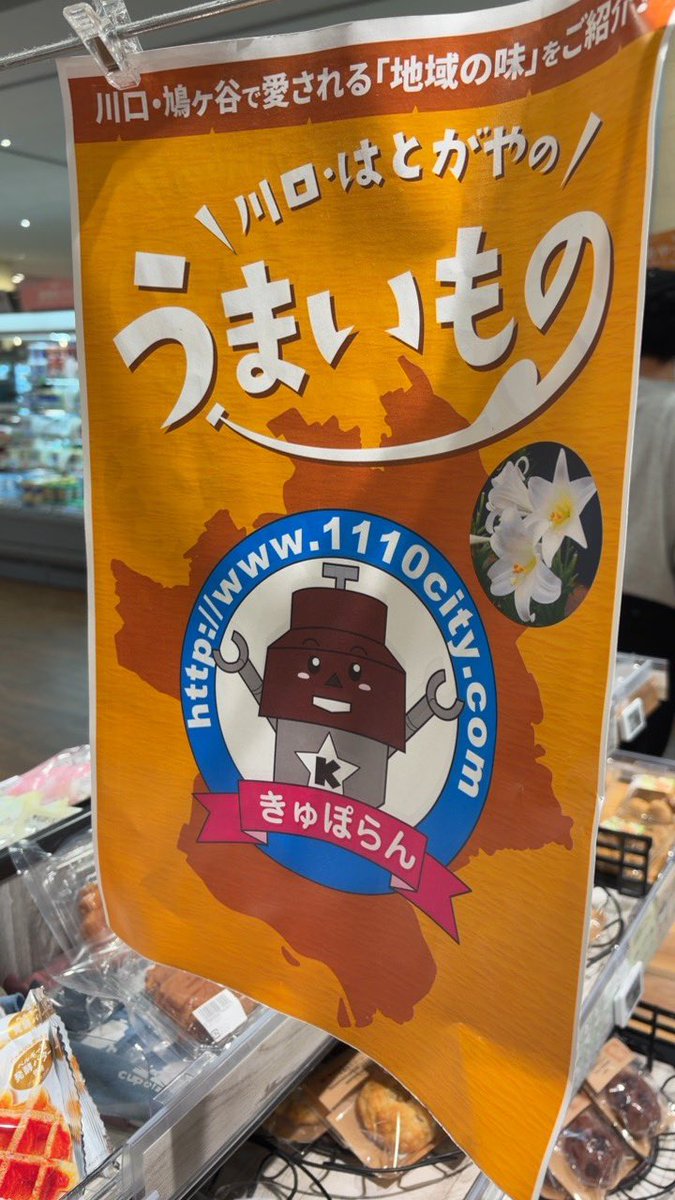 川口・鳩ヶ谷で愛される「地域の味」をご紹介
川口・はとがやの
うまいもの
http://www.1110city.com
K
きゅぽらん